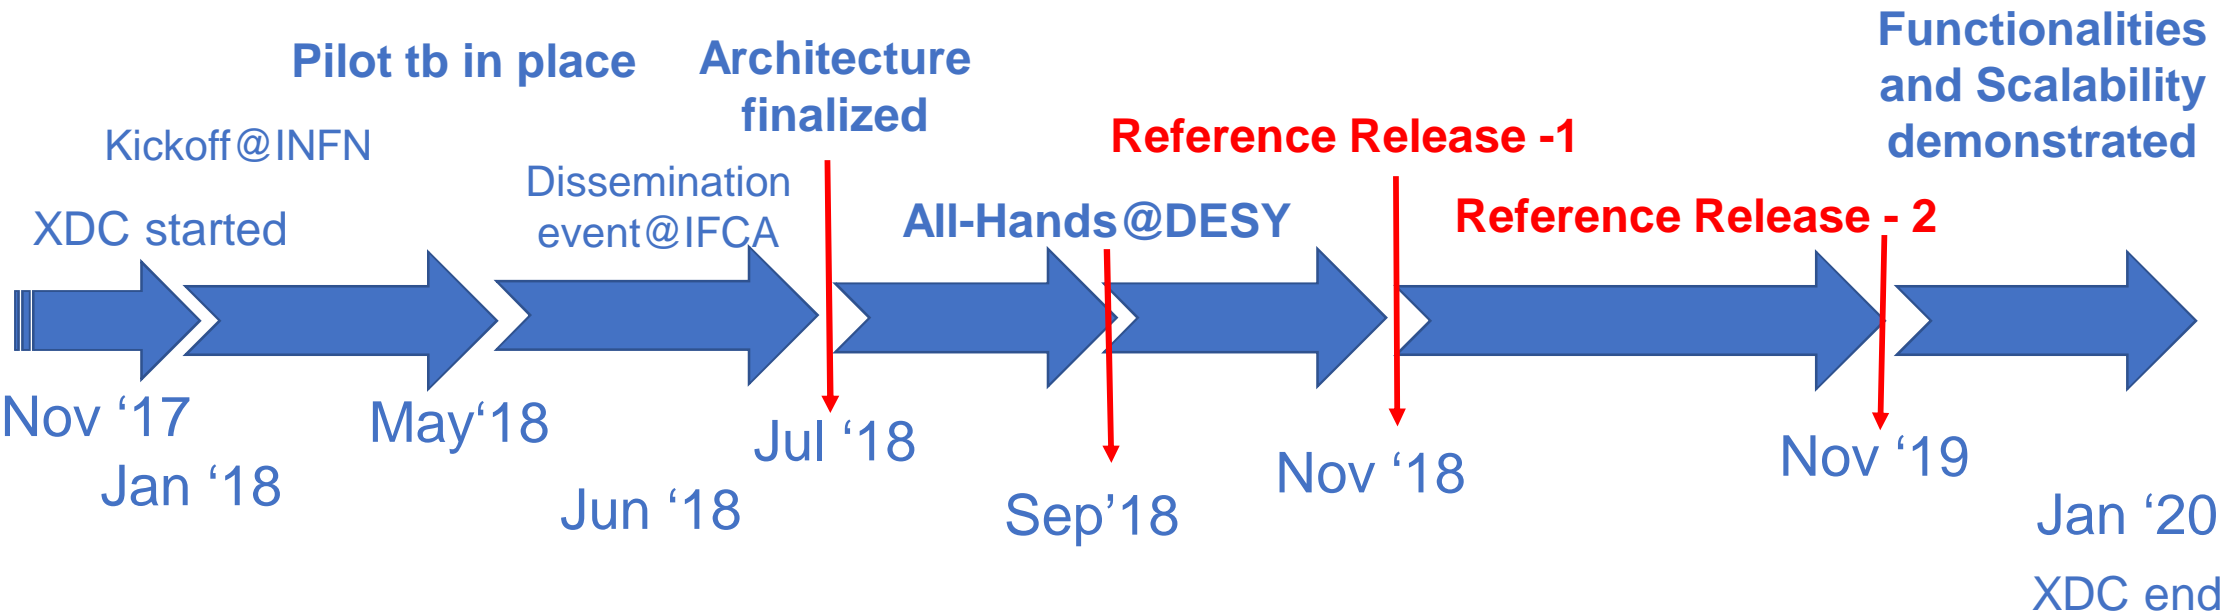 Functionalities
and Scalability
demonstrated
Pilot tb in place
Architecture
finalized
Kickoff@INFN
Reference Release -1
Dissemination
event@IFCA
XDC started
All-Hands@DESY
Reference Release - 2
Nov ‘17
May‘18
Jul ‘18
Nov ‘18
Nov ‘19
Jan ‘18
Jun ‘18
Sep’18
Jan ‘20
XDC end